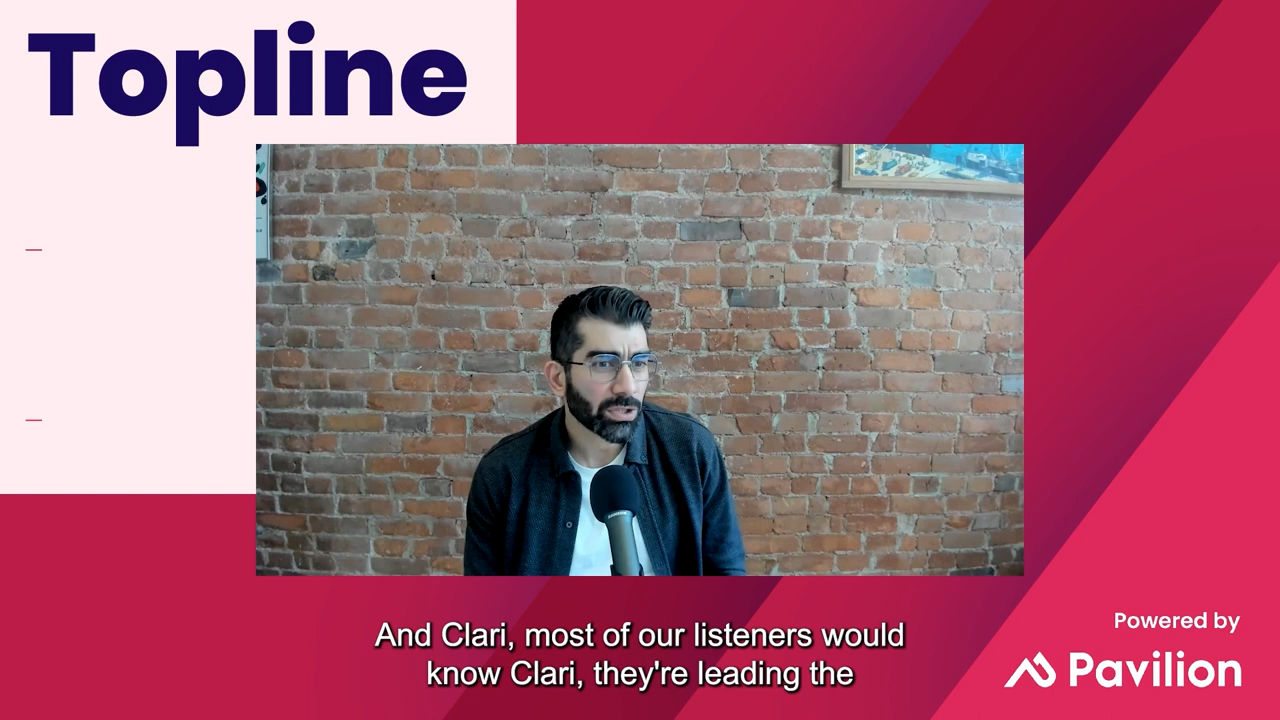 Topline
And Clari, most of our listeners would
know Clari, they're leading the
Powered by
Pavilion